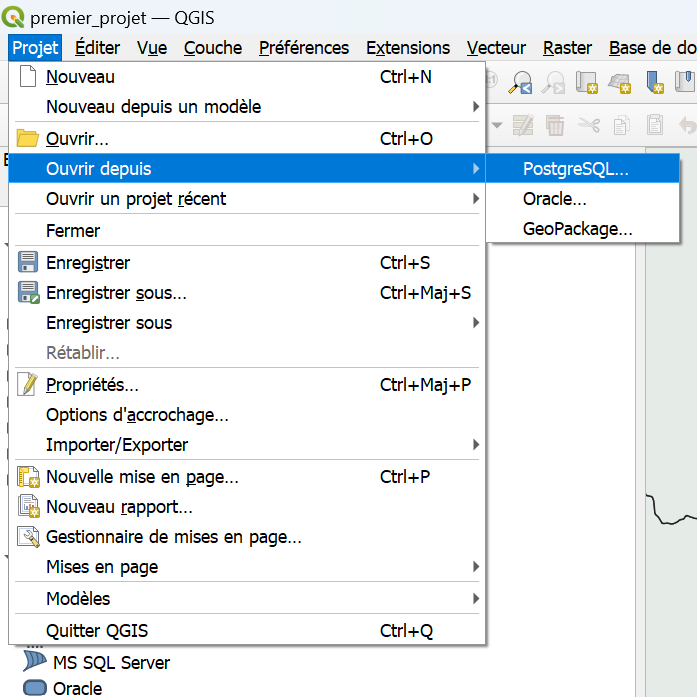 premier_projet — QGIS
Projet Éditer Vue Couche Préférences Extensions Vecteur Raster Base de do
Nouveau Ctrl+N
Nouveau depuis un modèle
Ouvrir... Ctrl+O
Ouvrir depuis PostgreSQL...
Ouvrir un projet récent Oracle...
Fermer GeoPackage...
Enregistrer Ctrl+S
Enregistrer sous... Ctrl+Maj+S
Enregistrer sous
Rétablir...
Propriétés... Ctrl+Maj+P
Options d'accrochage...
Importer/Exporter
Nouvelle mise en page... Ctrl+P
Nouveau rapport...
Gestionnaire de mises en page...
Mises en page
Modèles
Quitter QGIS Ctrl+Q
MS SQL Server
Oracle